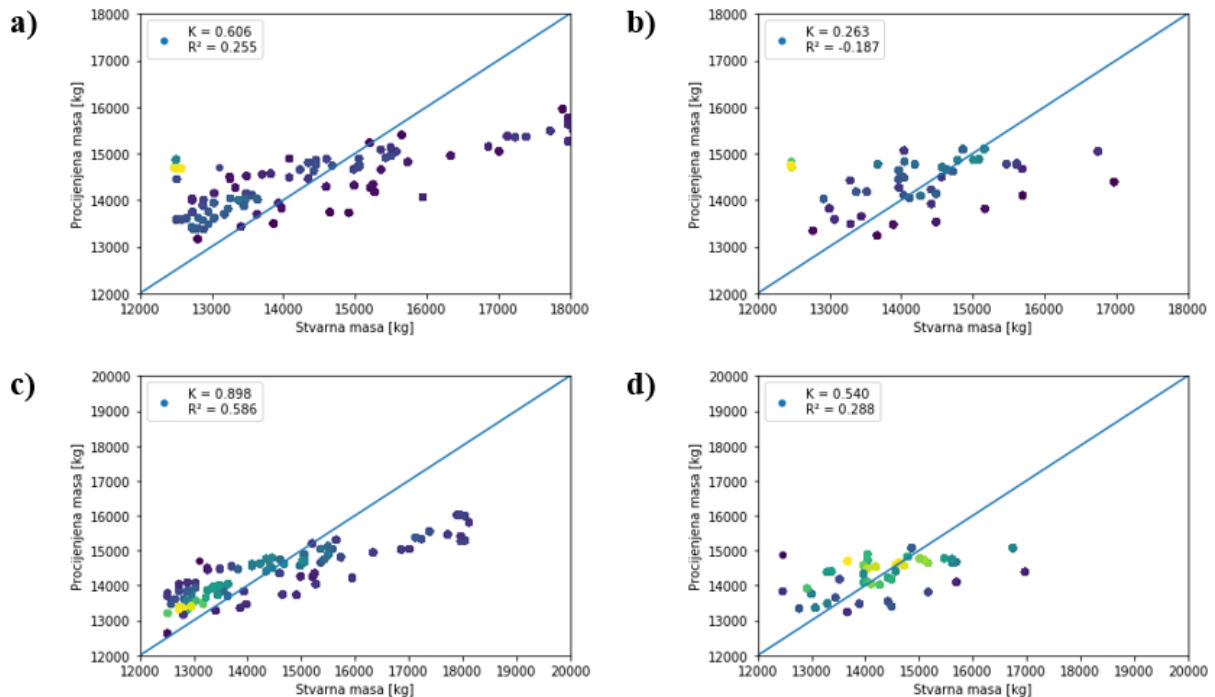 a)
K = 0.606
R² = 0.255
Procijenjena masa [kg]
18000
17000
16000
15000
14000
13000
12000
12000 13000 14000 15000 16000 17000 18000
Stvarna masa [kg]
b)
K = 0.263
R² = -0.187
Procijenjena masa [kg]
18000
17000
16000
15000
14000
13000
12000
12000 13000 14000 15000 16000 17000 18000
Stvarna masa [kg]
c)
K = 0.898
R² = 0.586
Procijenjena masa [kg]
20000
19000
18000
17000
16000
15000
14000
13000
12000
12000 13000 14000 15000 16000 17000 18000 19000 20000
Stvarna masa [kg]
d)
K = 0.540
R² = 0.288
Procijenjena masa [kg]
20000
19000
18000
17000
16000
15000
14000
13000
12000
12000 13000 14000 15000 16000 17000 18000 19000 20000
Stvarna masa [kg]